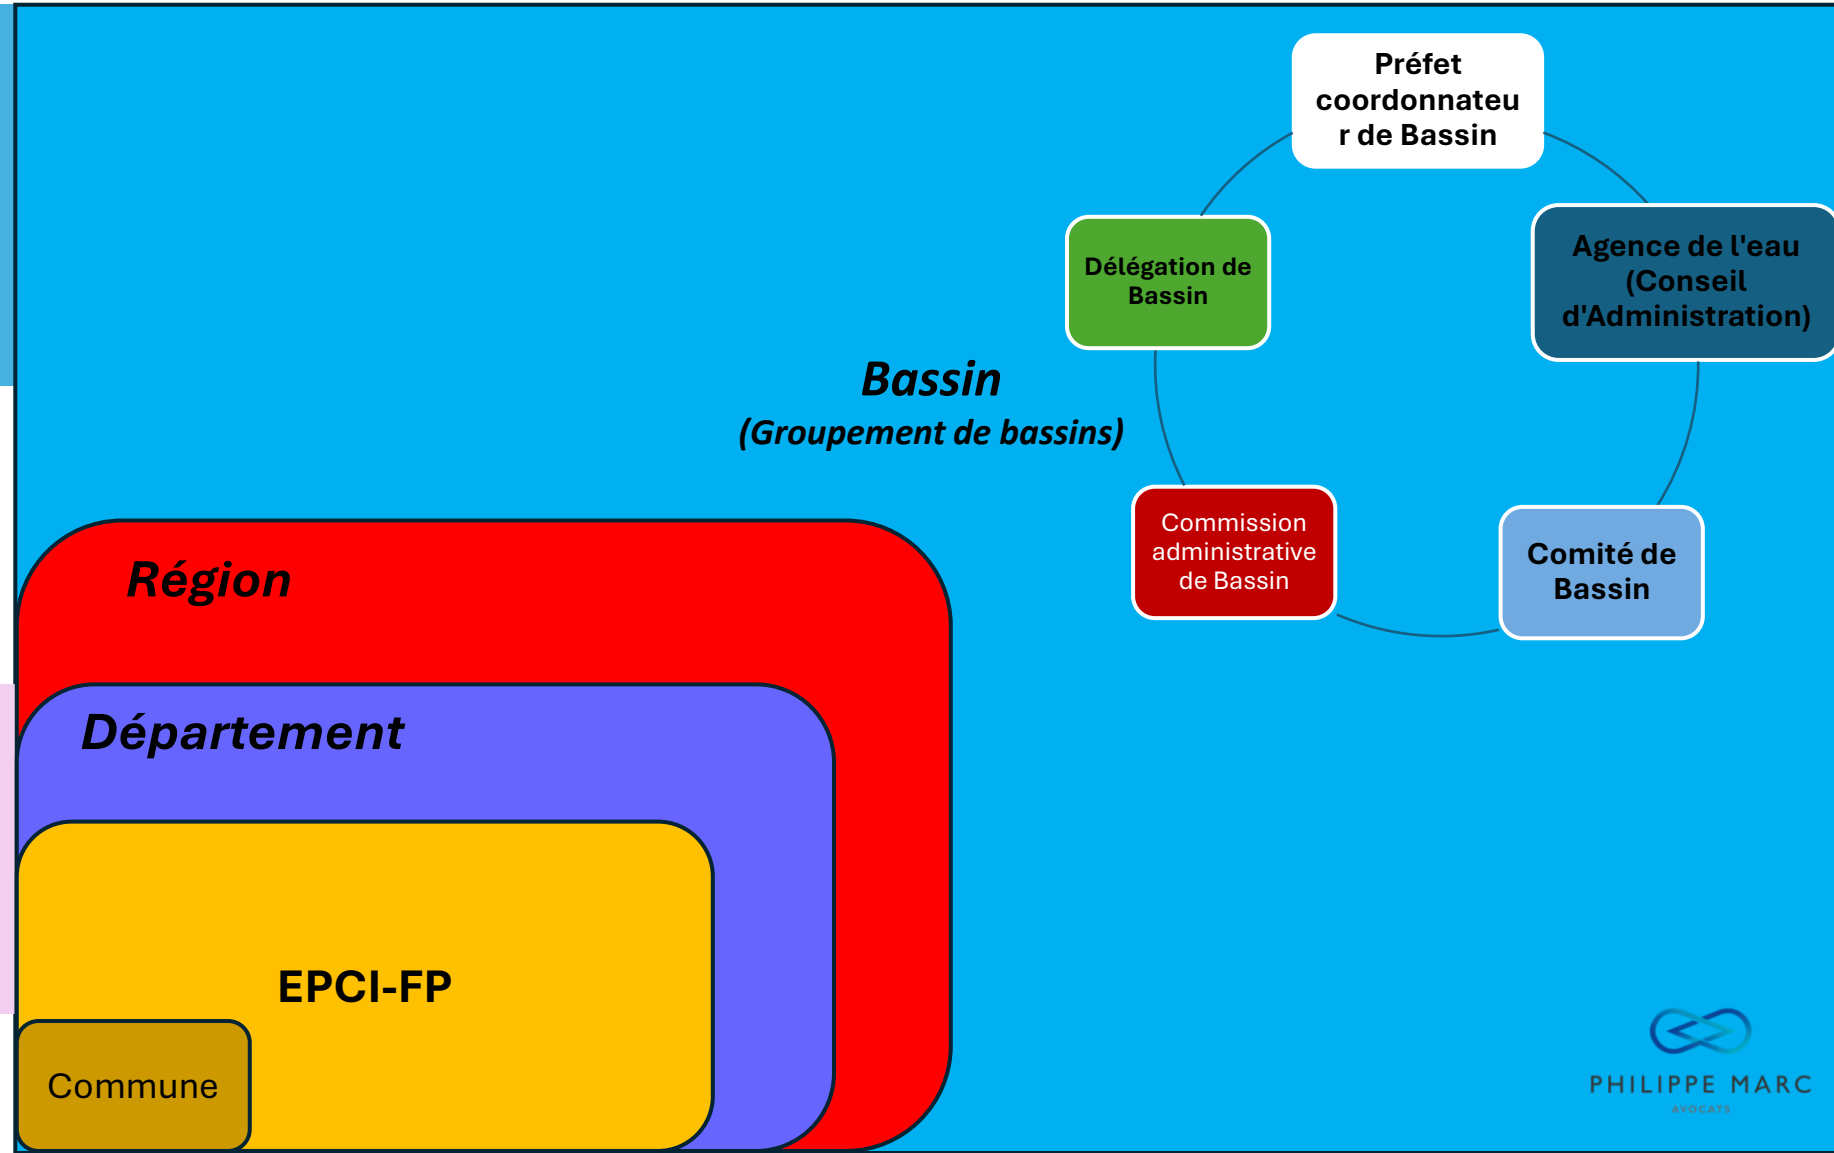 Préfet
coordonnateu
r de Bassin
Agence de l'eau
(Conseil
d'Administration)
Comité de
Bassin
Commission
administrative
de Bassin
Délégation de
Bassin
Bassin
(Groupement de bassins)
Région
Département
EPCI-FP
Commune
PHILIPPE MARC
AVOCATS